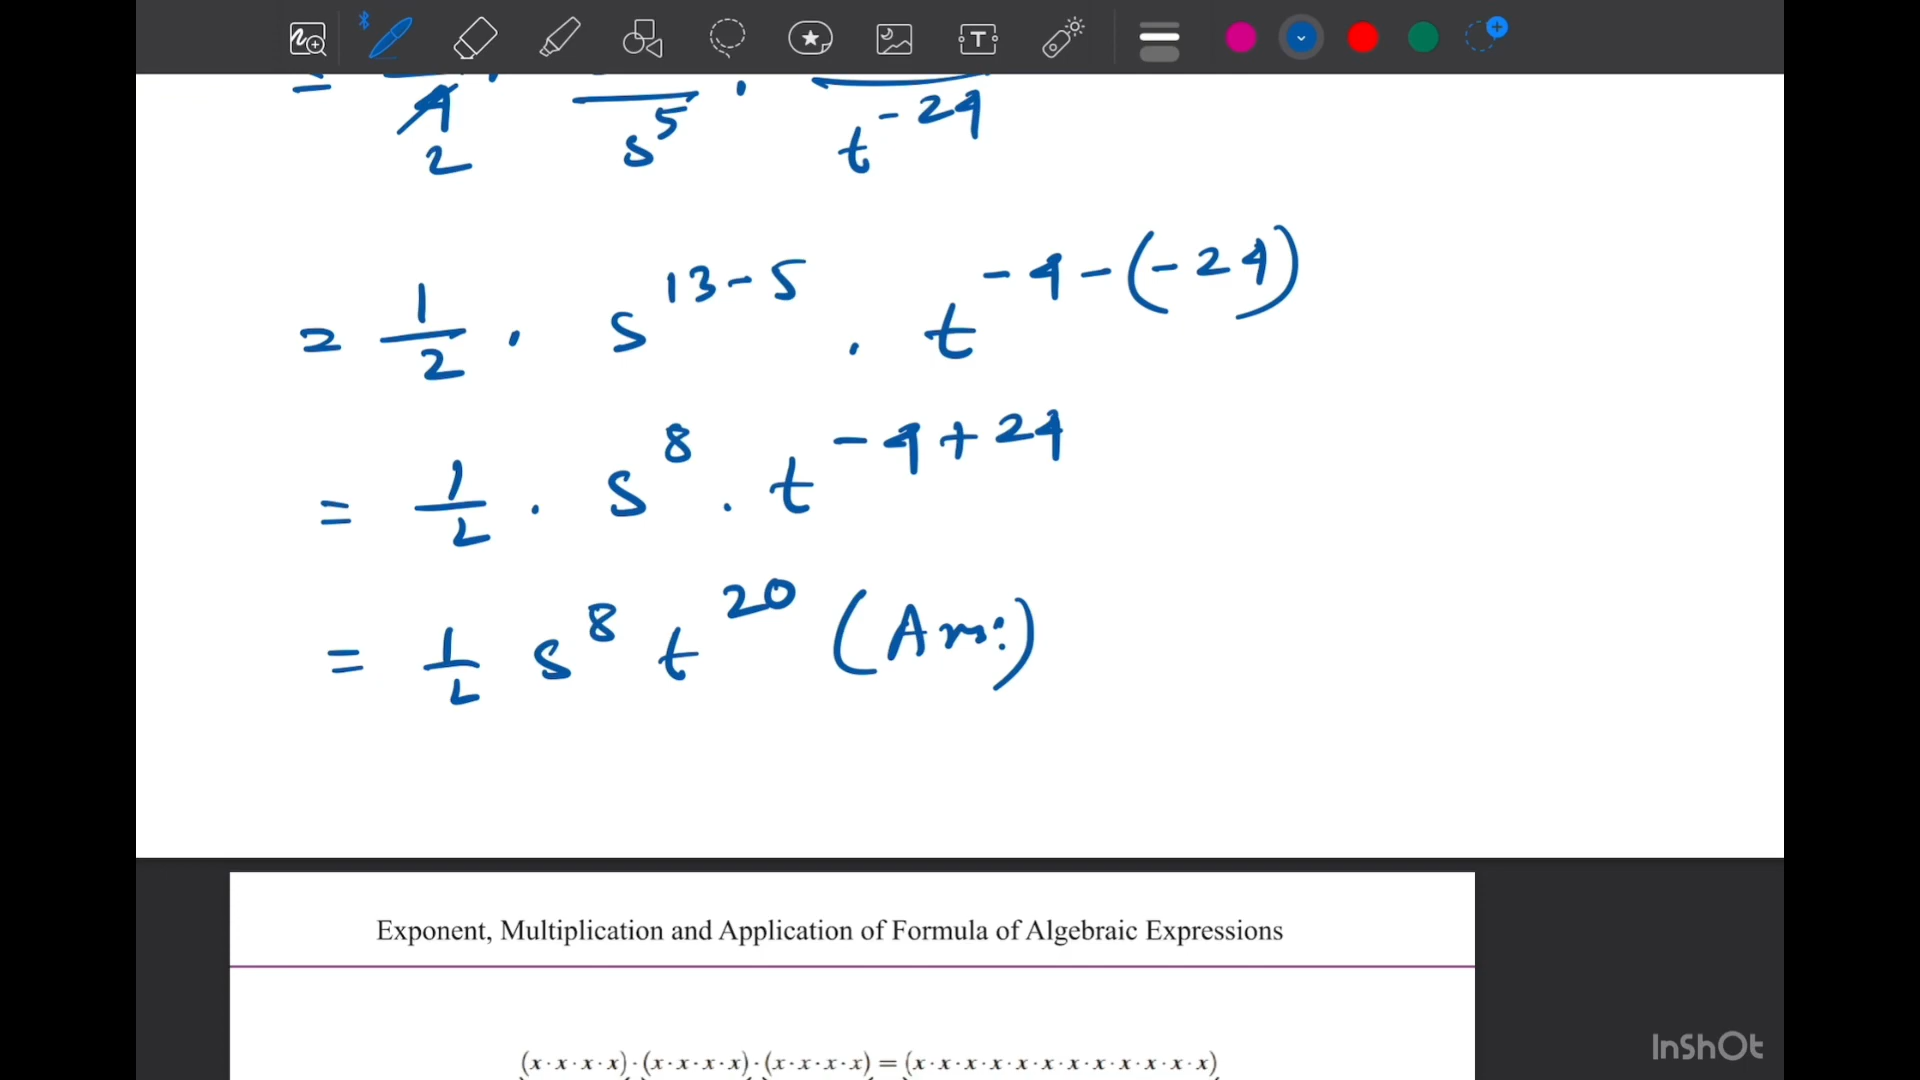 = 4 2 · s^5 · t^-24
= 1/2 · s^13-5 · t^-4-(-24)
= 1/2 · s^8 · t^-4+24
= 1/2 s^8 t^20 (Ans:)
Exponent, Multiplication and Application of Formula of Algebraic Expressions
(x·x·x·x)·(x·x·x·x)·(x·x·x·x) = (x·x·x·x·x·x·x·x·x·x·x·x)
InShOt